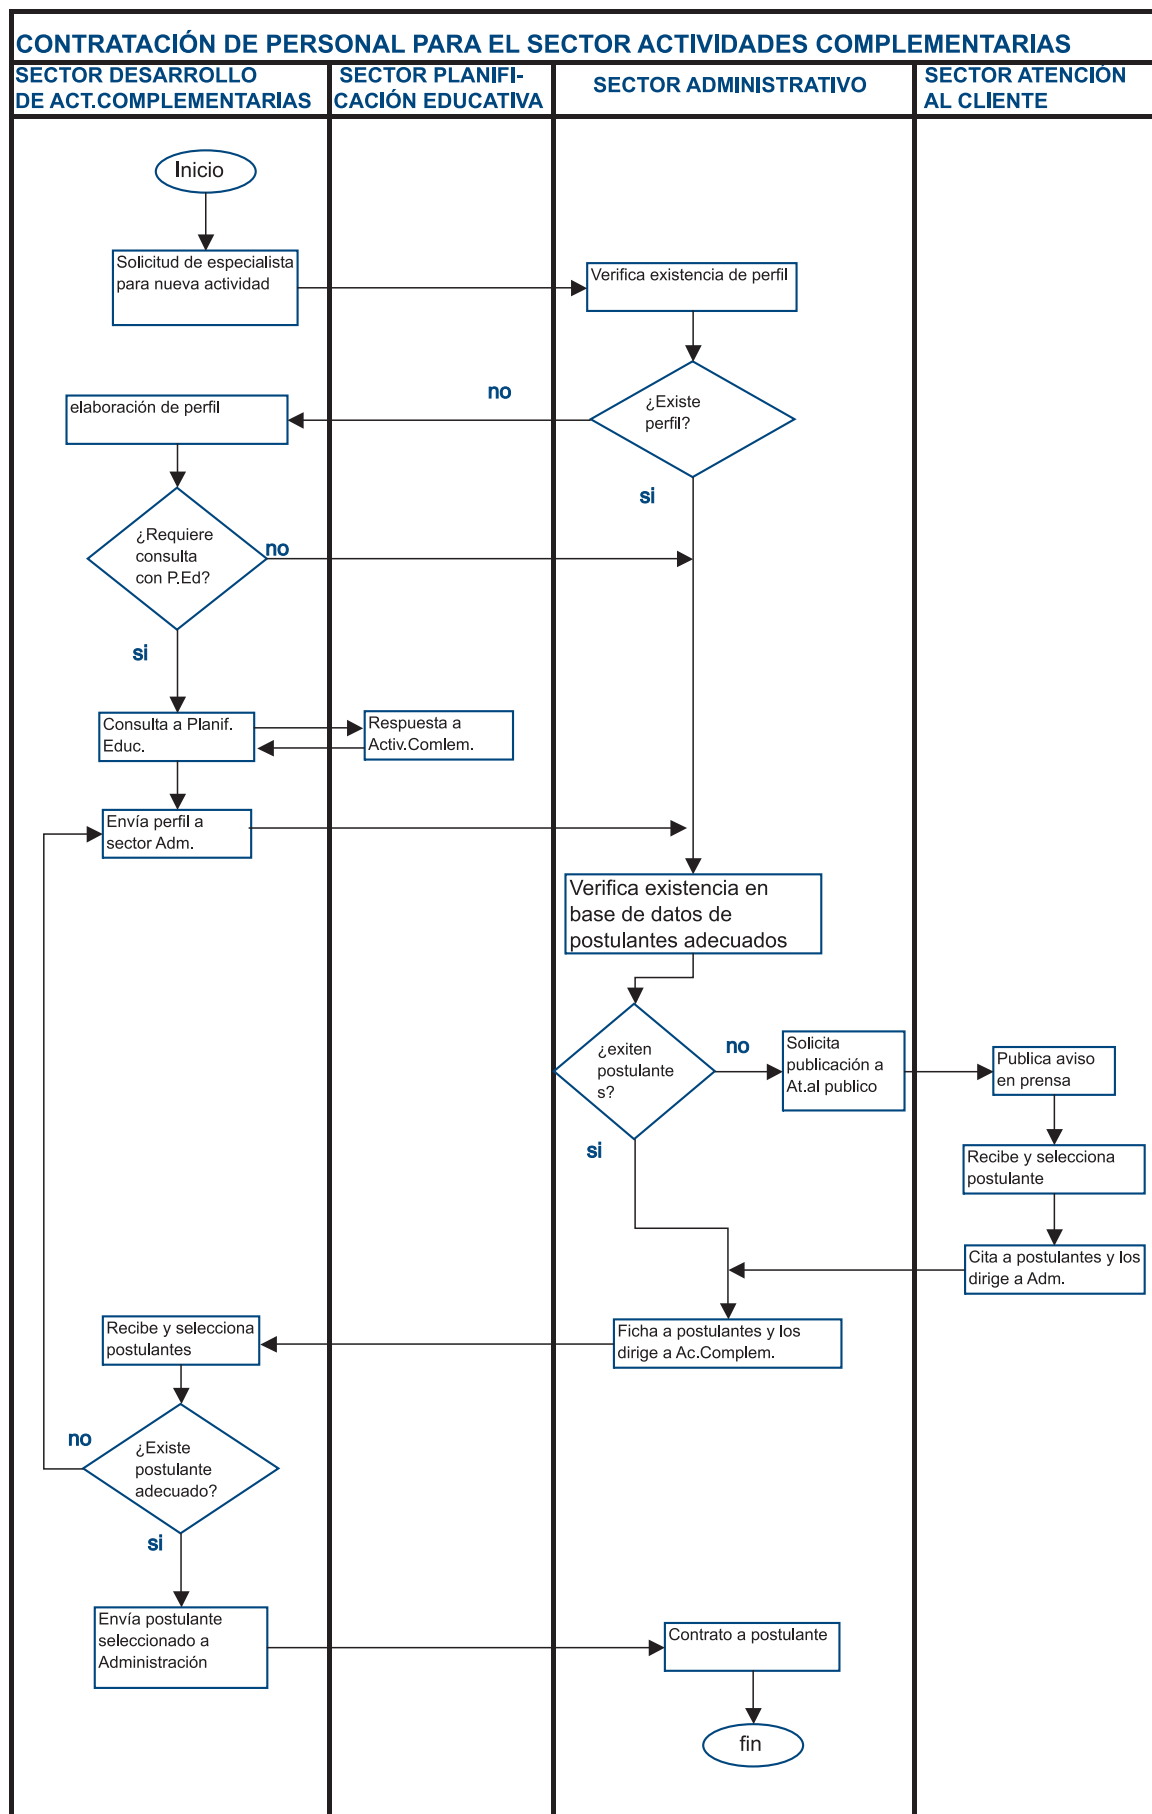 CONTRATACIÓN DE PERSONAL PARA EL SECTOR ACTIVIDADES COMPLEMENTARIAS
SECTOR DESARROLLO
DE ACT.COMPLEMENTARIAS
SECTOR PLANIFI-
CACIÓN EDUCATIVA
SECTOR ADMINISTRATIVO
SECTOR ATENCIÓN
AL CLIENTE
Inicio
Solicitud de especialista
para nueva actividad
Verifica existencia de perfil
¿Existe
perfil?
no
si
elaboración de perfil
¿Requiere
consulta
con P.Ed?
no
si
Consulta a Planif.
Educ.
Respuesta a
Activ.Comlem.
Envía perfil a
sector Adm.
Verifica existencia en
base de datos de
postulantes adecuados
¿exiten
postulante
s?
no
si
Solicita
publicación a
At.al publico
Publica aviso
en prensa
Recibe y selecciona
postulante
Cita a postulantes y los
dirige a Adm.
Ficha a postulantes y los
dirige a Ac.Complem.
Recibe y selecciona
postulantes
¿Existe
postulante
adecuado?
no
si
Envía postulante
seleccionado a
Administración
Contrato a postulante
fin